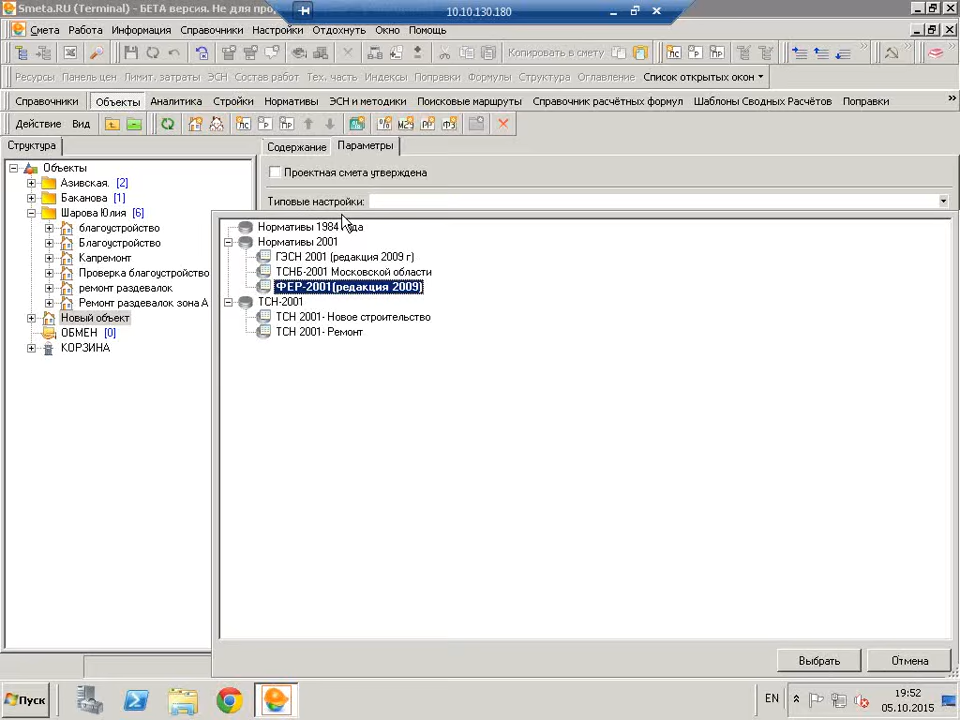 Smeta.RU (Terminal) - БЕТА версия. Не для про
10.10.130.180
Смета Работа Информация Справочники Настройки Отдохнуть Окно Помощь
Копировать в смету
Ресурсы Панель цен Лимит. затраты ЭСН Состав работ Тех. часть Индексы Поправки Формулы Структура Оглавление Список открытых окон
Справочники Объекты Аналитика Стройки Нормативы ЭСН и методики Поисковые маршруты Справочник расчётных формул Шаблоны Сводных Расчётов Поправки
Действие Вид
Структура
Содержание Параметры
Объекты
Проектная смета утверждена
Азивская. [2]
Баканова [1]
Типовые настройки:
Шарова Юлия [6]
благоустройство
Благоустройство
Капремонт
Проверка благоустройство
ремонт раздевалок
Ремонт раздевалок зона А
Новый объект
ОБМЕН [0]
КОРЗИНА
Нормативы 1984 года
Нормативы 2001
ГЭСН 2001 (редакция 2009 г)
ТСНБ-2001 Московской области
ФЕР-2001(редакция 2009)
ТСН-2001
ТСН 2001- Новое строительство
ТСН 2001- Ремонт
Выбрать Отмена
Пуск
EN
19:52
05.10.2015